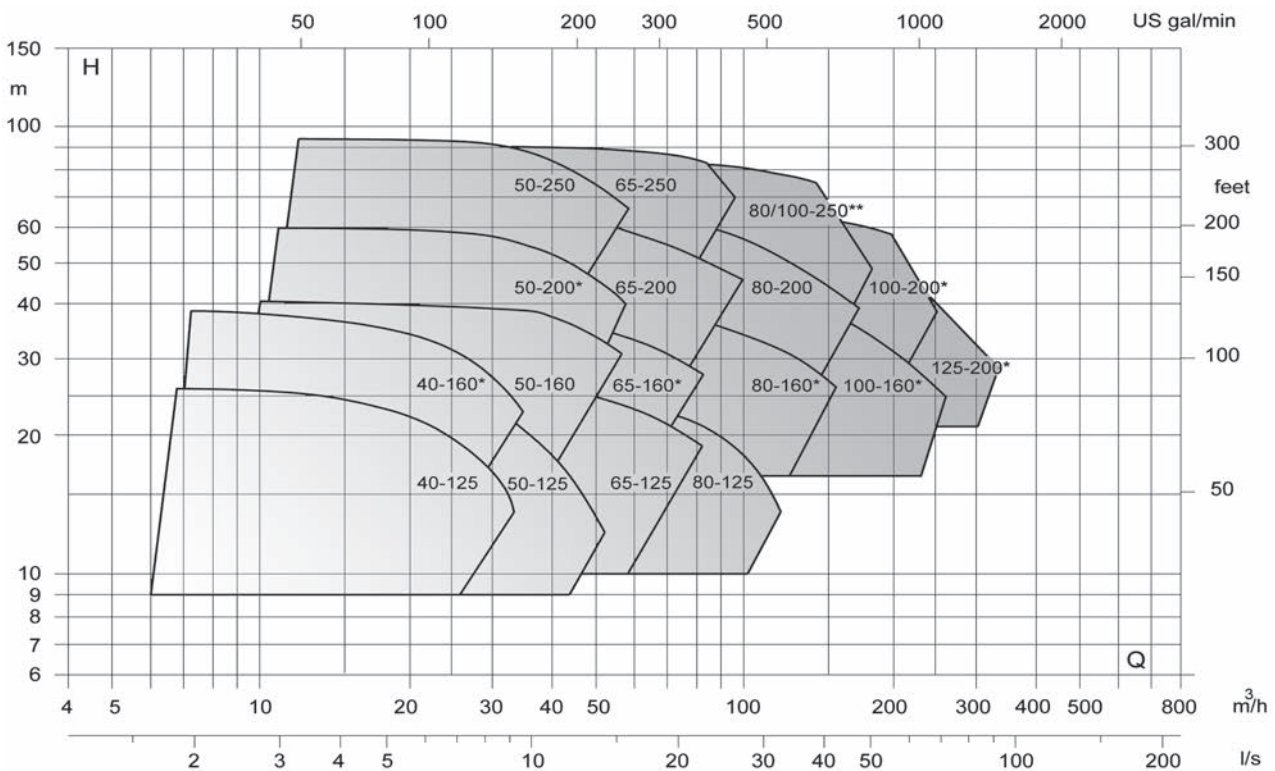 50 100 200 300 500 1000 2000 US gal/min
150 H
m
100 300
50-250 65-250 feet
80/100-250**
60 200
50 150
50-200* 65-200 80-200 100-200*
40
30 100
125-200*
40-160* 50-160 65-160* 80-160* 100-160*
20
40-125 50-125 65-125 80-125
50
10
9
8
7
6 Q
4 5 10 20 30 40 50 100 200 300 400 500 800 m³/h
2 3 4 5 10 20 30 40 50 100 200 l/s